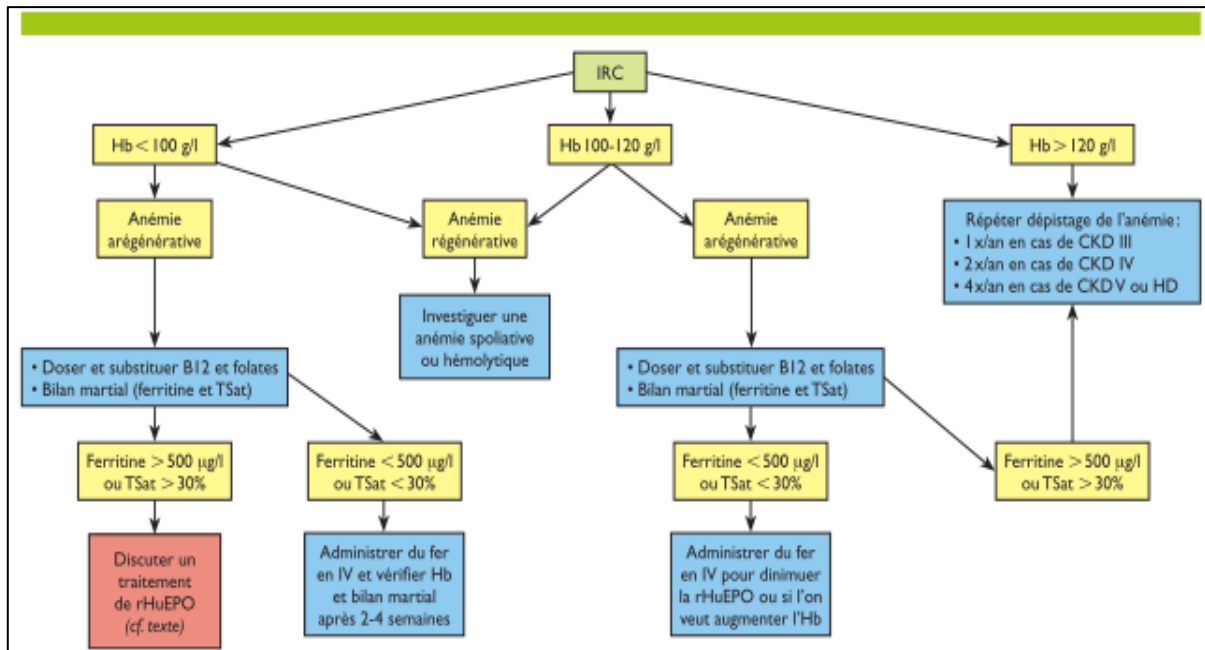 IRC
Hb < 100 g/l
Hb 100-120 g/l
Hb > 120 g/l
Anémie
arégénérative
Anémie
régénérative
Anémie
arégénérative
Répéter dépistage de l'anémie :
• 1 x/an en cas de CKD III
• 2 x/an en cas de CKD IV
• 4 x/an en cas de CKD V ou HD
Investiguer une
anémie spoliative
ou hémolytique
• Doser et substituer B12 et folates
• Bilan martial (ferritine et TSat)
• Doser et substituer B12 et folates
• Bilan martial (ferritine et TSat)
Ferritine > 500 µg/l
ou TSat > 30%
Ferritine < 500 µg/l
ou TSat < 30%
Ferritine < 500 µg/l
ou TSat < 30%
Ferritine > 500 µg/l
ou TSat > 30%
Discuter un
traitement
de rHuEPO
(cf. texte)
Administrer du fer
en IV et vérifier Hb
et bilan martial
après 2-4 semaines
Administrer du fer
en IV pour dinimuer
la rHuEPO ou si l'on
veut augmenter l'Hb